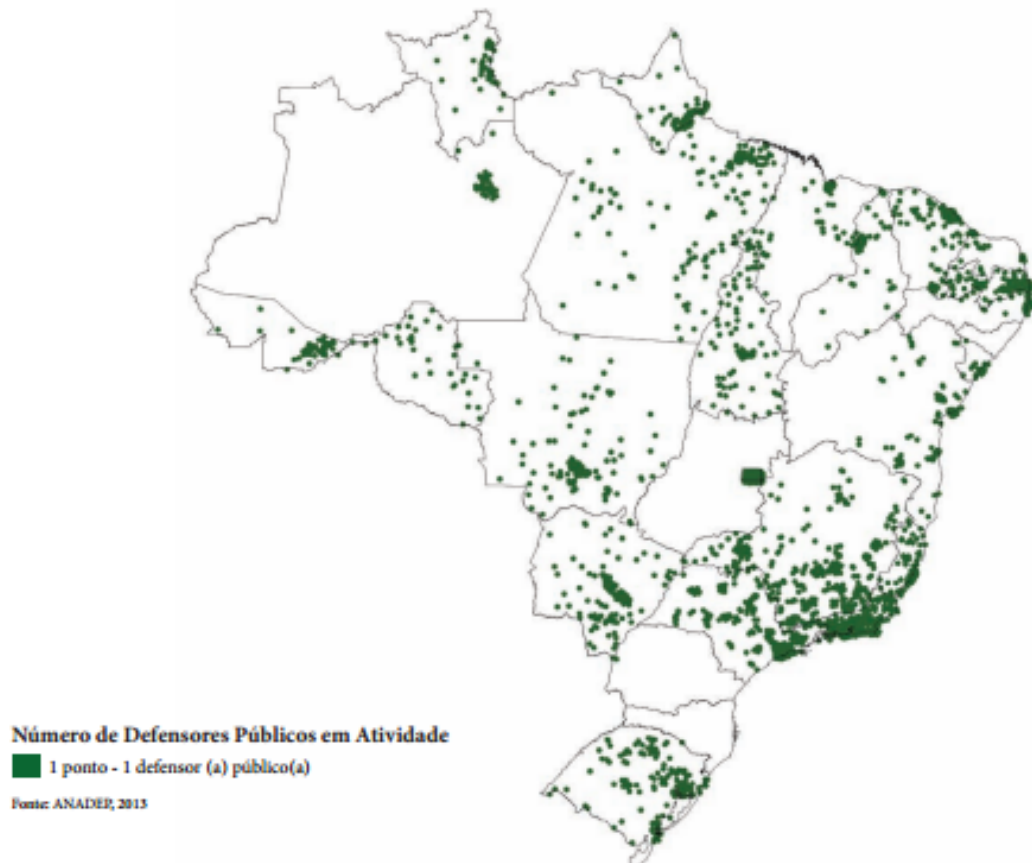 Número de Defensores Públicos em Atividade
1 ponto - 1 defensor (a) público(a)
Fonte: ANADEP, 2013